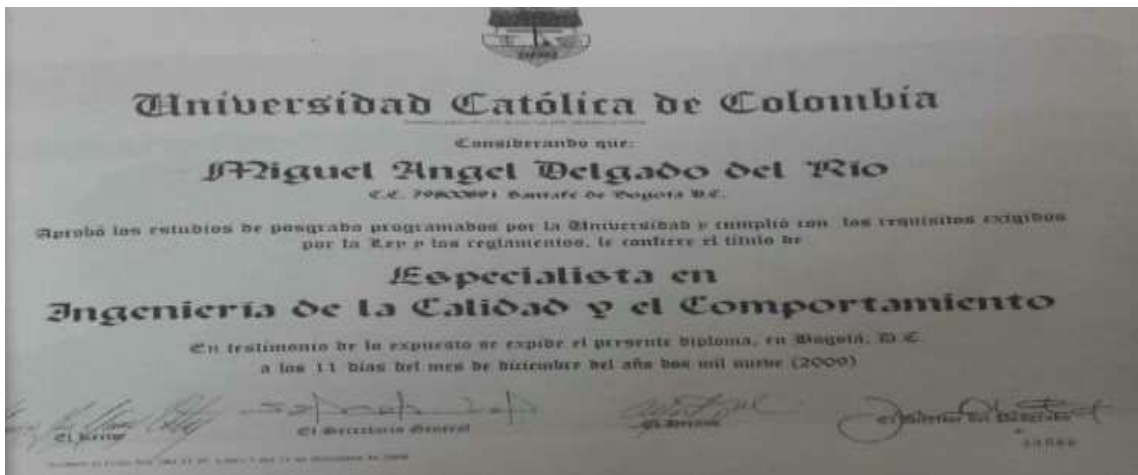 Universidad Católica de Colombia
Considerando que:
Miguel Angel Delgado del Río
C.C. 79800891 Santafe de Bogotá D.C.
Aprobó los estudios de posgrado programados por la Universidad y cumplió con los requisitos exigidos
por la Ley y los reglamentos, le confiere el título de
Especialista en
Ingeniería de la Calidad y el Comportamiento
En testimonio de lo expuesto se expide el presente diploma, en Bogotá, D.C.
a los 11 días del mes de diciembre del año dos mil nueve (2009)
El Rector
El Secretario General
El Decano
El Director del Posgrado